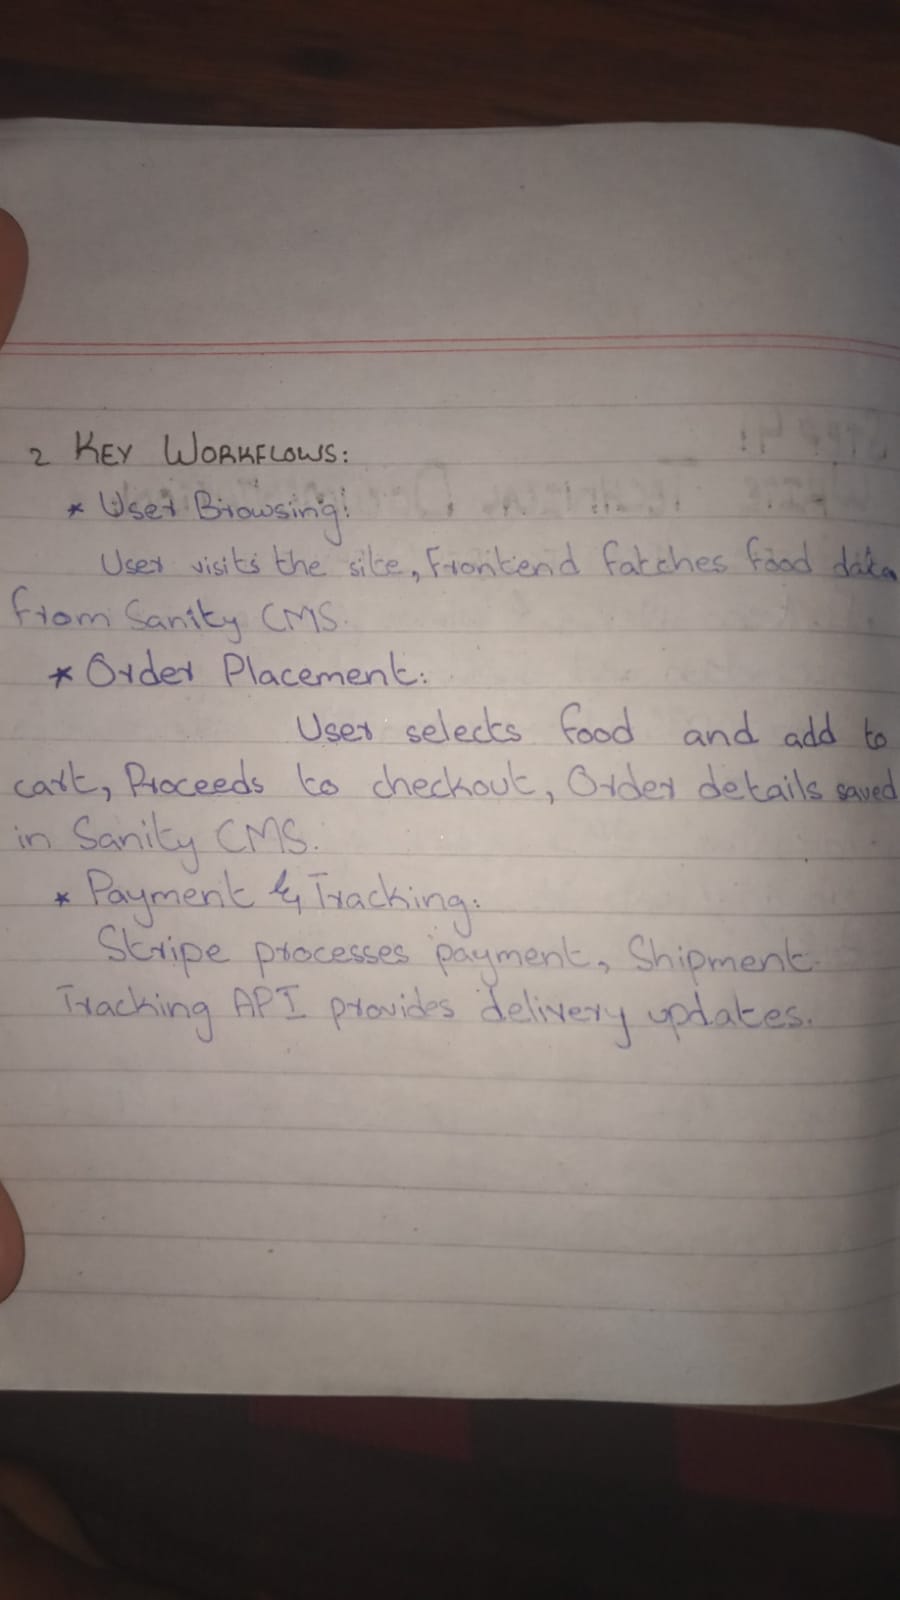 2 KEY WORKFLOWS:
* User Browsing:
User visits the site, Frontend fatches food data
from Sanity CMS.
* Order Placement:
User selects food and add to
cart, Proceeds to checkout, Order details saved
in Sanity CMS.
* Payment & Tracking:
Stripe processes payment, Shipment
Tracking API provides delivery updates.